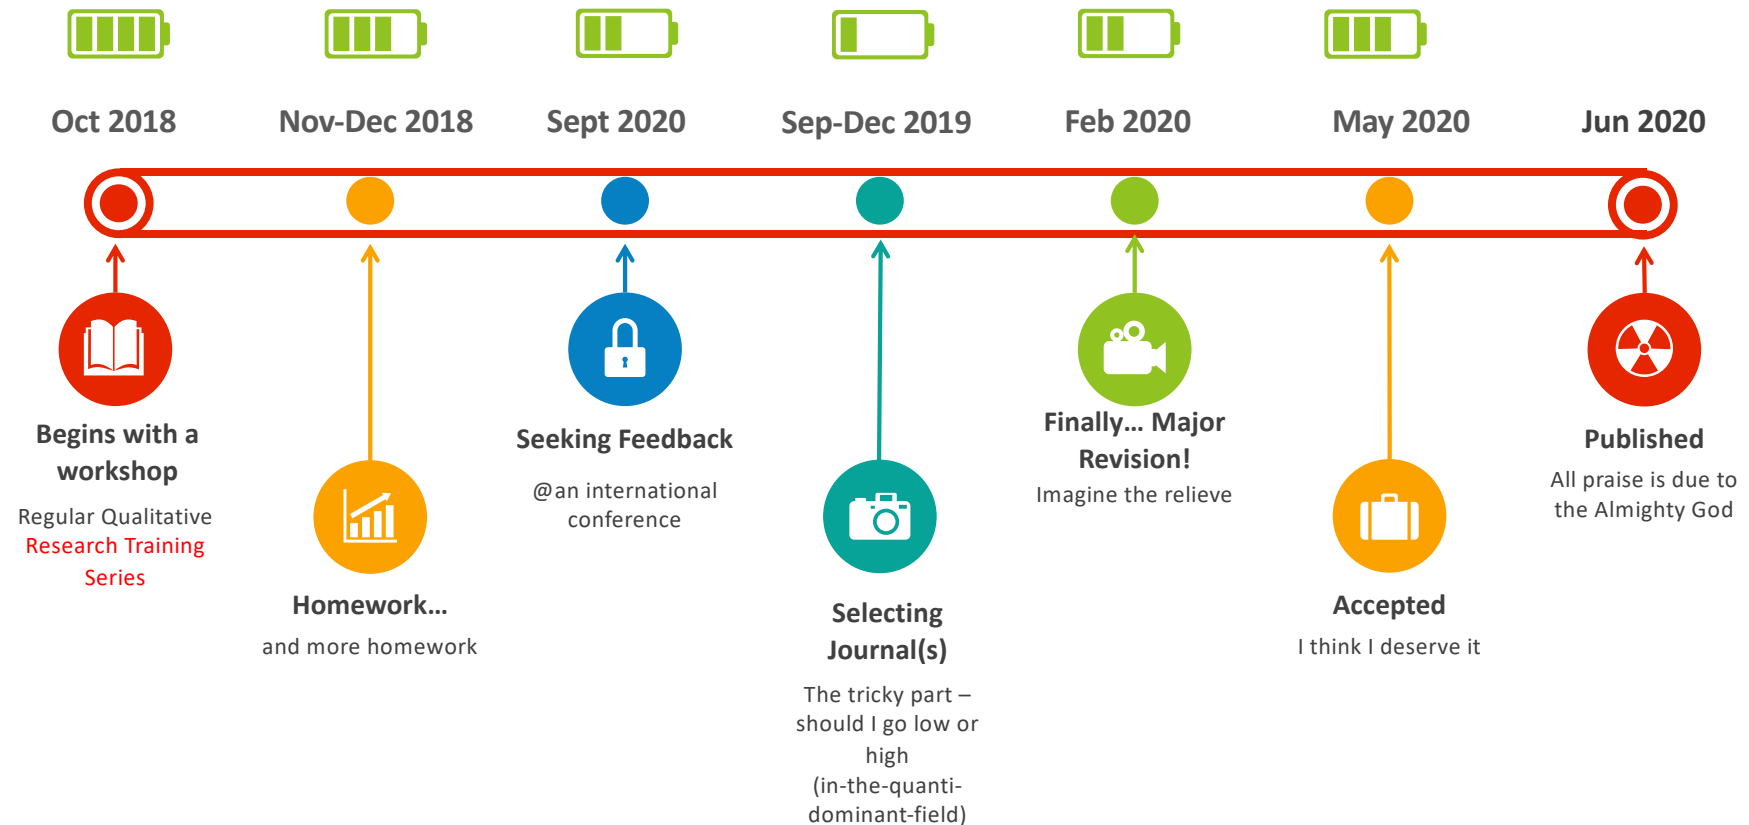 Oct 2018
Nov-Dec 2018
Sept 2020
Sep-Dec 2019
Feb 2020
May 2020
Jun 2020
Begins with a
workshop
Regular Qualitative
Research Training
Series
Homework…
and more homework
Seeking Feedback
@an international
conference
Selecting
Journal(s)
The tricky part –
should I go low or
high
(in-the-quanti-
dominant-field)
Finally… Major
Revision!
Imagine the relieve
Accepted
I think I deserve it
Published
All praise is due to
the Almighty God